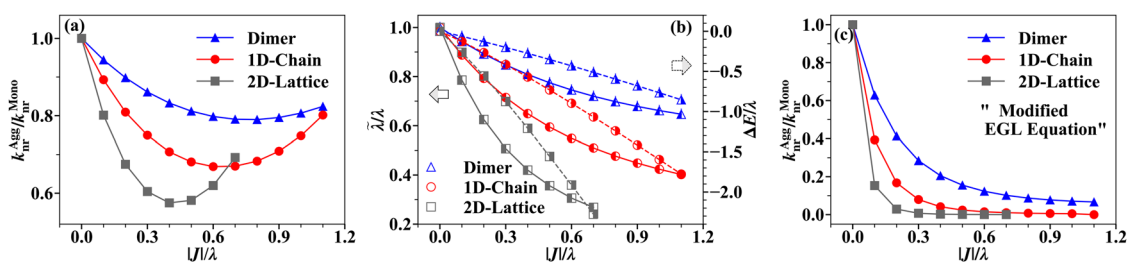 (a)
Dimer
1D-Chain
2D-Lattice
1.0
0.8
0.6
k_nr^Agg/k_nr^Mono
0.0 0.3 0.6 0.9 1.2
|J|/λ
(b)
Dimer
1D-Chain
2D-Lattice
1.0
0.8
0.6
0.4
0.2
λ̃/λ
0.0
-0.5
-1.0
-1.5
-2.0
ΔE/λ
0.0 0.3 0.6 0.9 1.2
|J|/λ
(c)
Dimer
1D-Chain
2D-Lattice
" Modified
EGL Equation"
1.0
0.8
0.6
0.4
0.2
0.0
k_nr^Agg/k_nr^Mono
0.0 0.3 0.6 0.9 1.2
|J|/λ